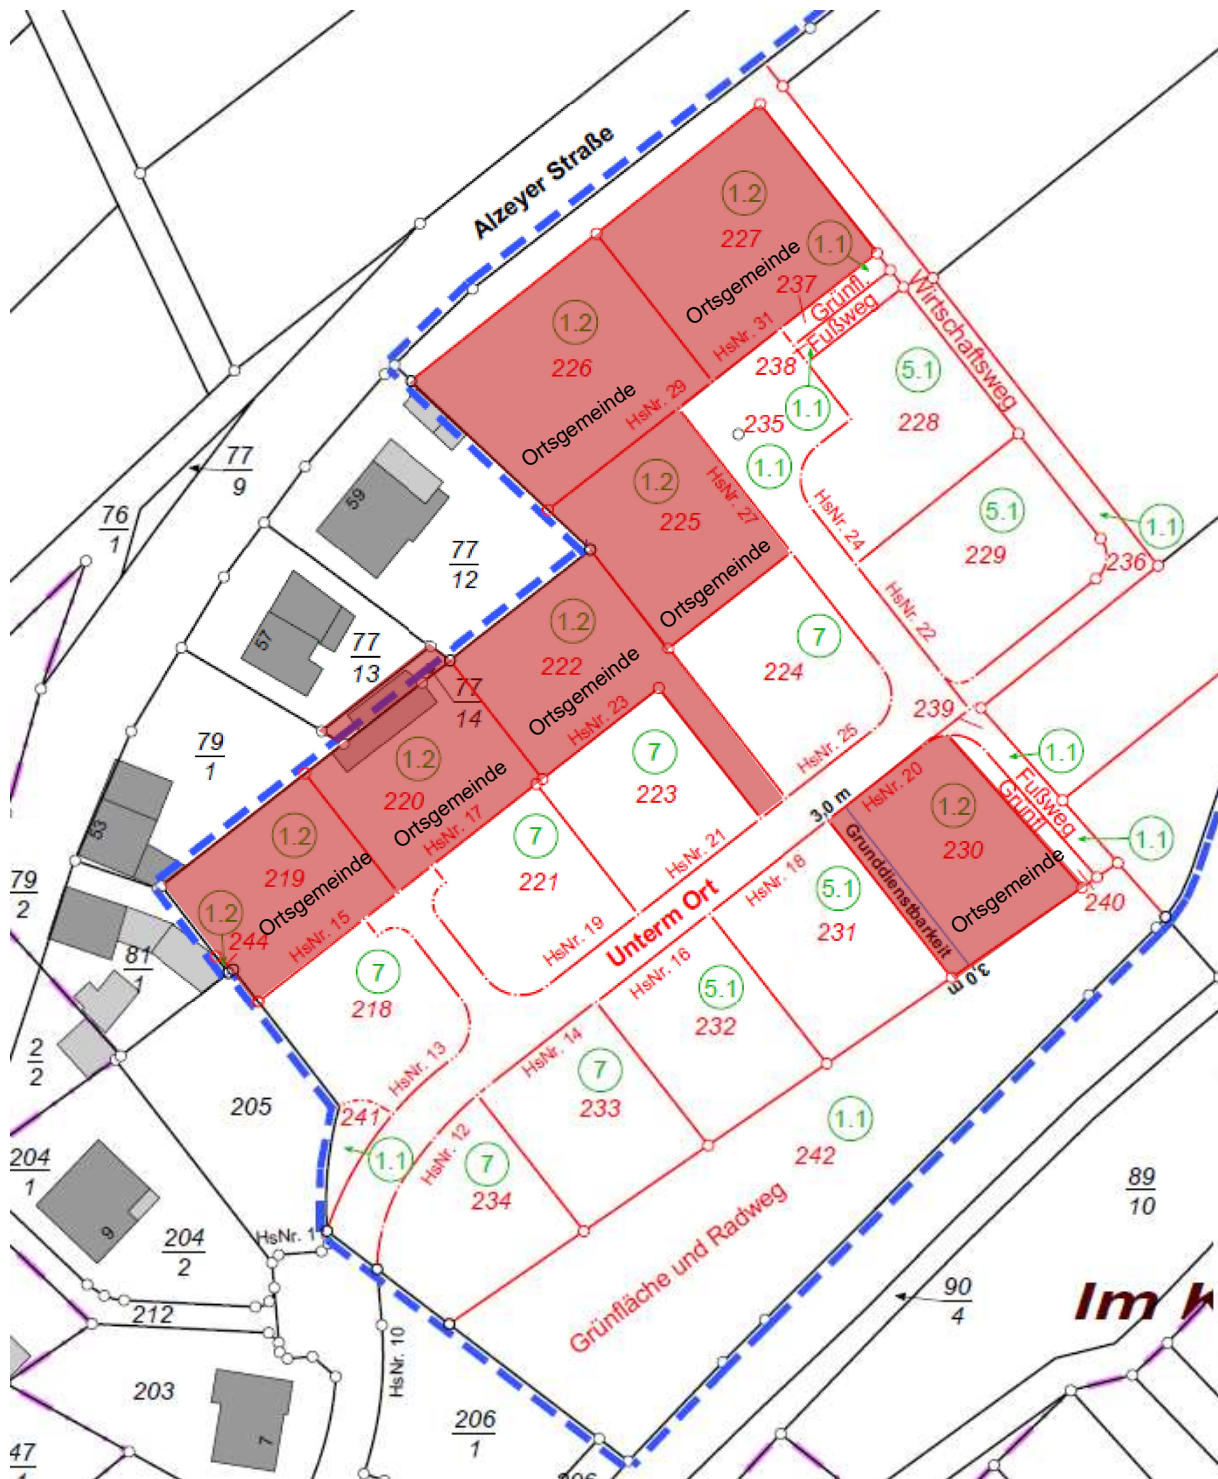 Alzeyer Straße
1.2
227
1.1
Ortsgemeinde
237
Grünfl.
Fußweg
Wirtschaftsweg
HsNr. 31
238
1.2
226
Ortsgemeinde
HsNr. 29
5.1
228
1.1
235
1.1
77
9
76
1
59
77
12
1.2
225
HsNr. 27
Ortsgemeinde
HsNr. 24
5.1
229
1.1
236
HsNr. 22
57
77
13
77
14
1.2
222
Ortsgemeinde
HsNr. 23
7
224
HsNr. 25
239
1.1
79
1
1.2
220
Ortsgemeinde
HsNr. 17
7
223
HsNr. 21
3,0 m
HsNr. 20
1.2
230
Ortsgemeinde
Grunddienstbarkeit
3,0 m
Fußweg
Grünfl.
1.1
240
53
1.2
219
Ortsgemeinde
HsNr. 15
7
221
HsNr. 19
Unterm Ort
HsNr. 18
5.1
231
79
2
1.2
244
81
1
7
218
HsNr. 16
5.1
232
2
2
205
HsNr. 13
241
1.1
HsNr. 14
7
233
HsNr. 12
7
234
1.1
242
Grünfläche und Radweg
204
1
9
204
2
HsNr. 1
212
203
7
HsNr. 10
206
1
89
10
90
4
Im K
47